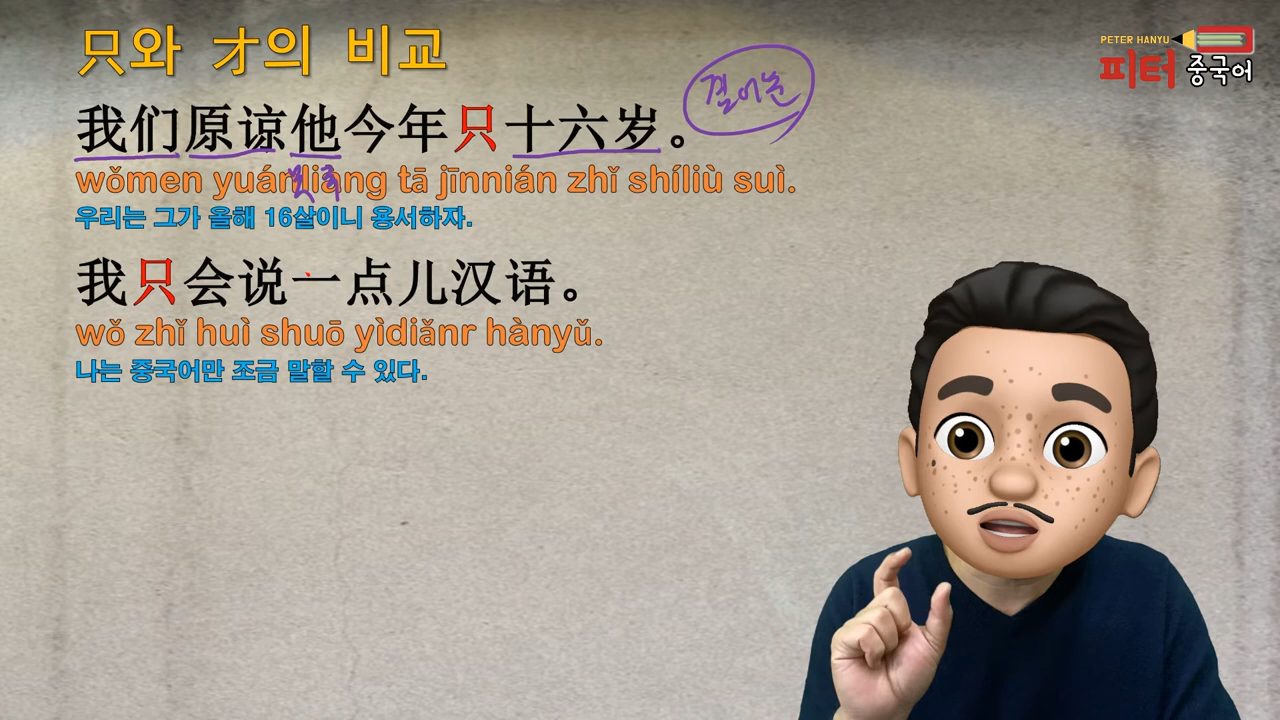 只와 才의 비교
PETER HANYU
피터 중국어
我们原谅他今年只十六岁。
wǒmen yuánliàng tā jīnnián zhǐ shíliù suì.
우리는 그가 올해 16살이니 용서하자.
我只会说一点儿汉语。
wǒ zhǐ huì shuō yìdiǎnr hànyǔ.
나는 중국어만 조금 말할 수 있다.